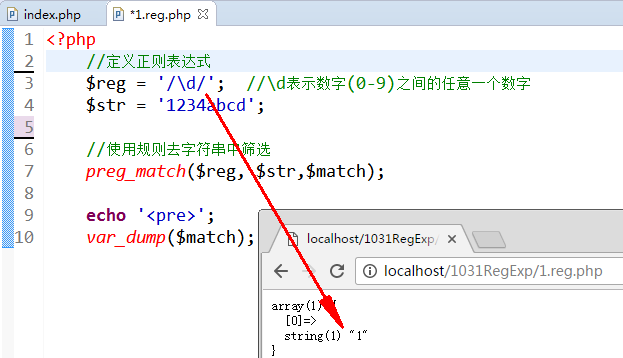 index.php
*1.reg.php
1 <?php
2 //定义正则表达式
3 $reg = '/\d/'; //\d表示数字(0-9)之间的任意一个数字
4 $str = '1234abcd';
5
6 //使用规则去字符串中筛选
7 preg_match($reg, $str,$match);
8
9 echo '<pre>';
10 var_dump($match);
localhost/1031RegExp/
localhost/1031RegExp/1.reg.php
array(1) {
[0]=>
string(1) "1"
}